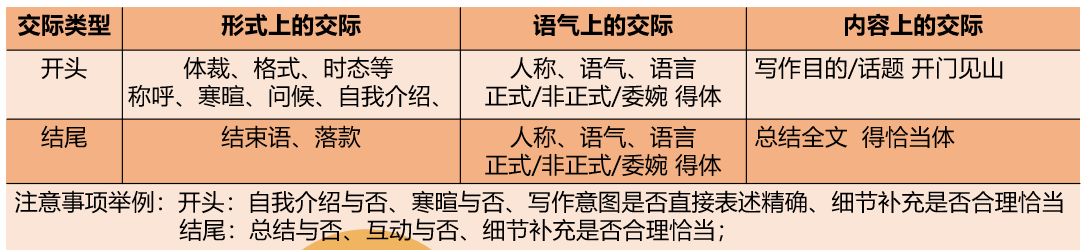 交际类型 形式上的交际 语气上的交际 内容上的交际
开头 体裁、格式、时态等 人称、语气、语言 写作目的/话题 开门见山
称呼、寒暄、问候、自我介绍、 正式/非正式/委婉 得体
结尾 结束语、落款 人称、语气、语言 总结全文 得恰当体
正式/非正式/委婉 得体
注意事项举例：开头：自我介绍与否、寒暄与否、写作意图是否直接表述精确、细节补充是否合理恰当
结尾：总结与否、互动与否、细节补充是否合理恰当；